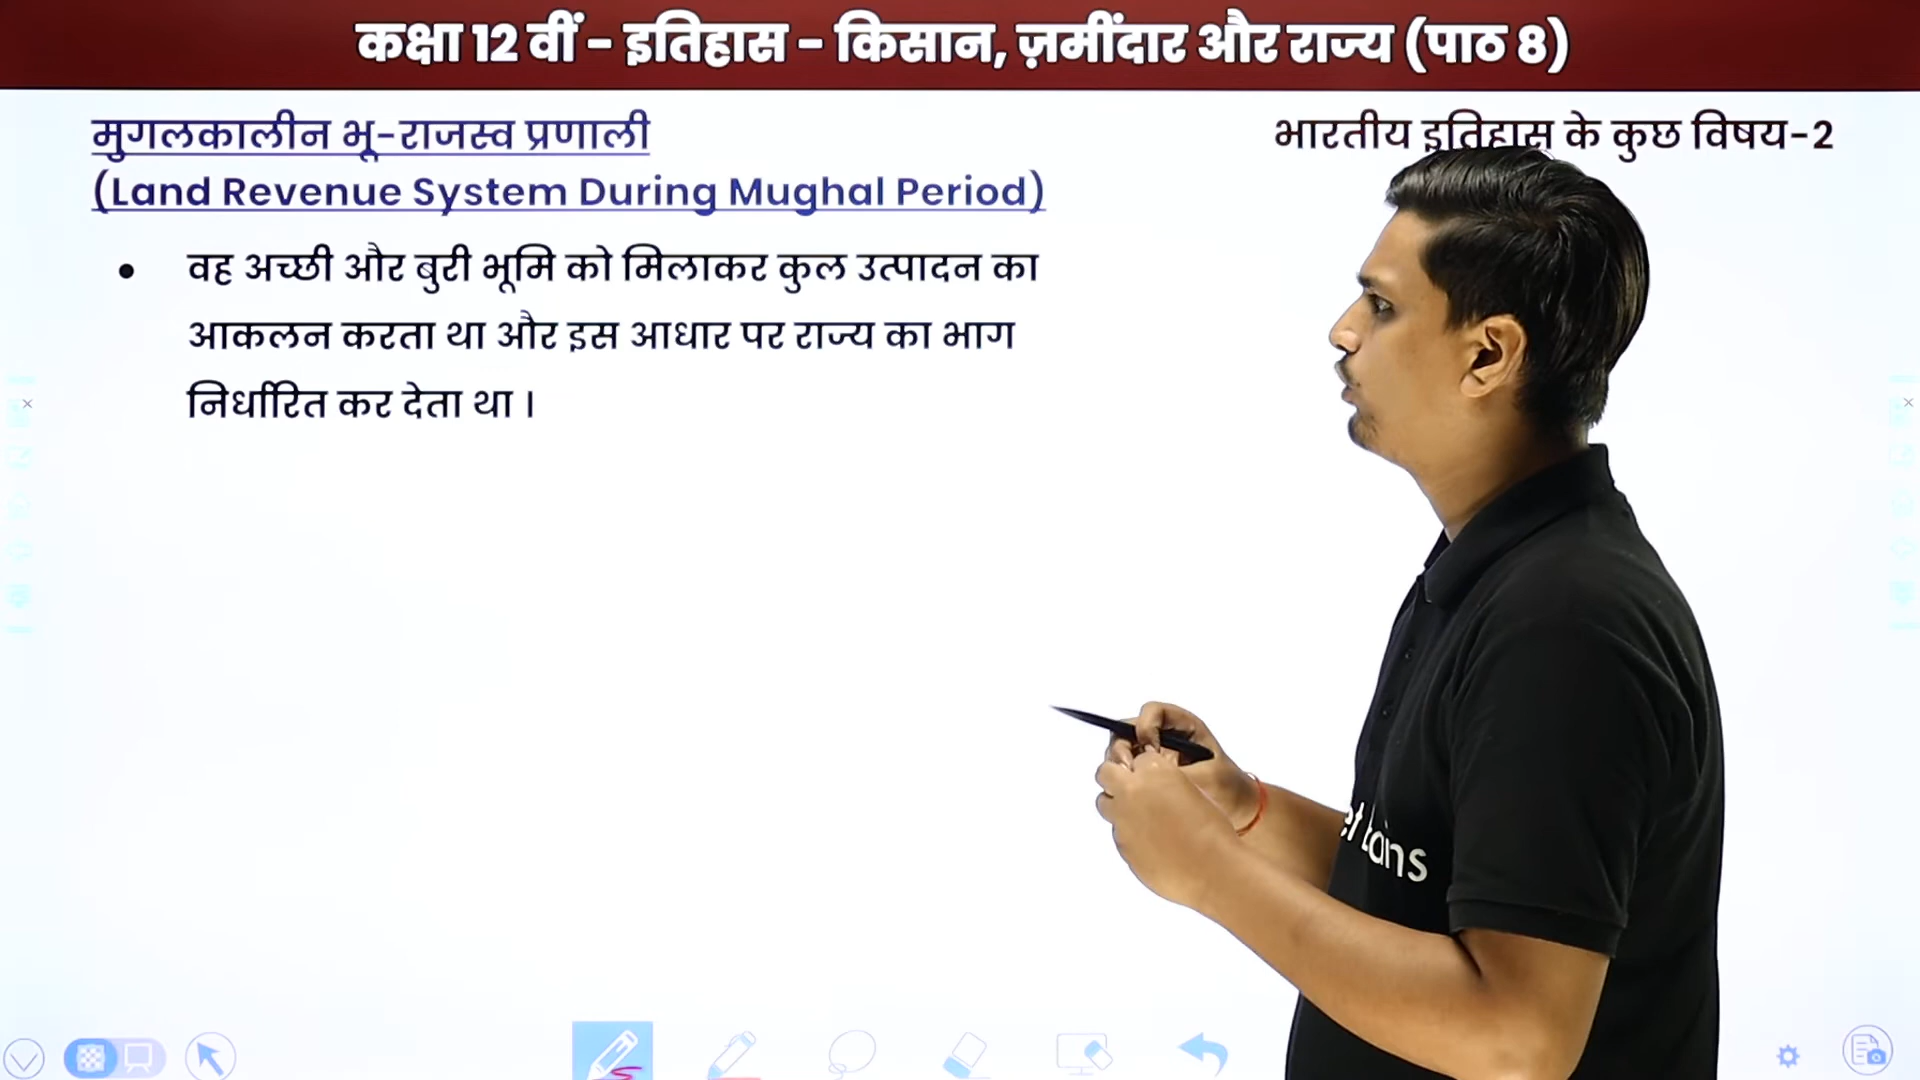 कक्षा 12 वीं - इतिहास - किसान, ज़मींदार और राज्य (पाठ 8)
मुगलकालीन भू-राजस्व प्रणाली
भारतीय इतिहास के कुछ विषय-2
(Land Revenue System During Mughal Period)
• वह अच्छी और बुरी भूमि को मिलाकर कुल उत्पादन का
आकलन करता था और इस आधार पर राज्य का भाग
निर्धारित कर देता था ।